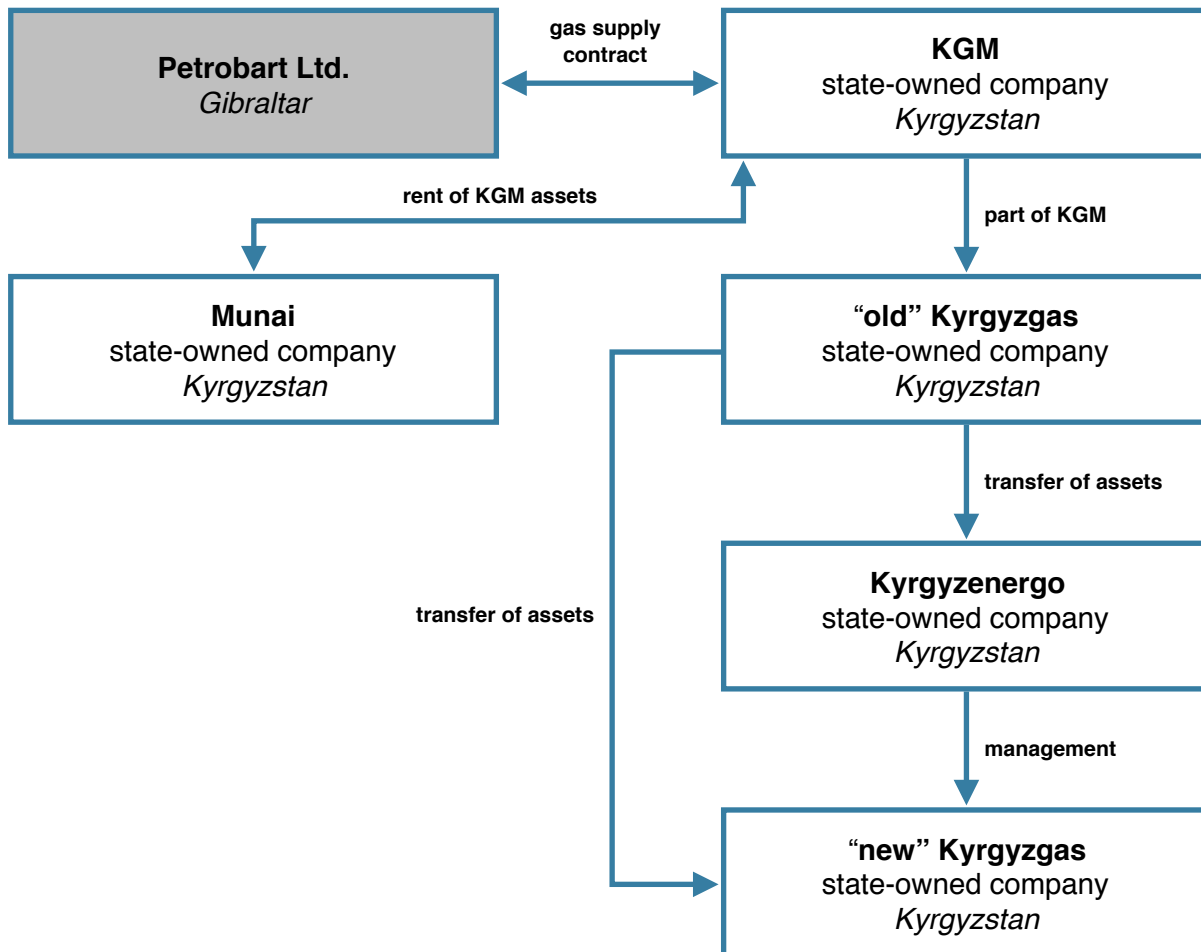 Petrobart Ltd.
Gibraltar
gas supply
contract
KGM
state-owned company
Kyrgyzstan
rent of KGM assets
part of KGM
Munai
state-owned company
Kyrgyzstan
“old” Kyrgyzgas
state-owned company
Kyrgyzstan
transfer of assets
Kyrgyzenergo
state-owned company
Kyrgyzstan
transfer of assets
management
“new” Kyrgyzgas
state-owned company
Kyrgyzstan